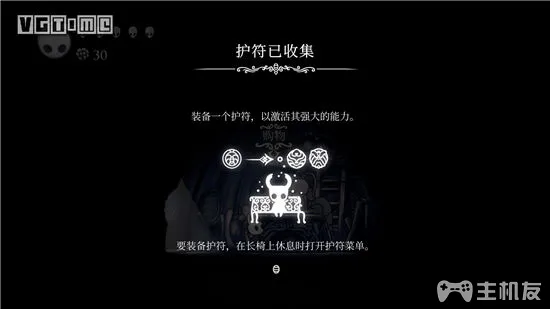 VGTIME
30
护符已收集
装备一个护符，以激活其强大的能力。
购物
要装备护符，在长椅上休息时打开护符菜单。
主机友